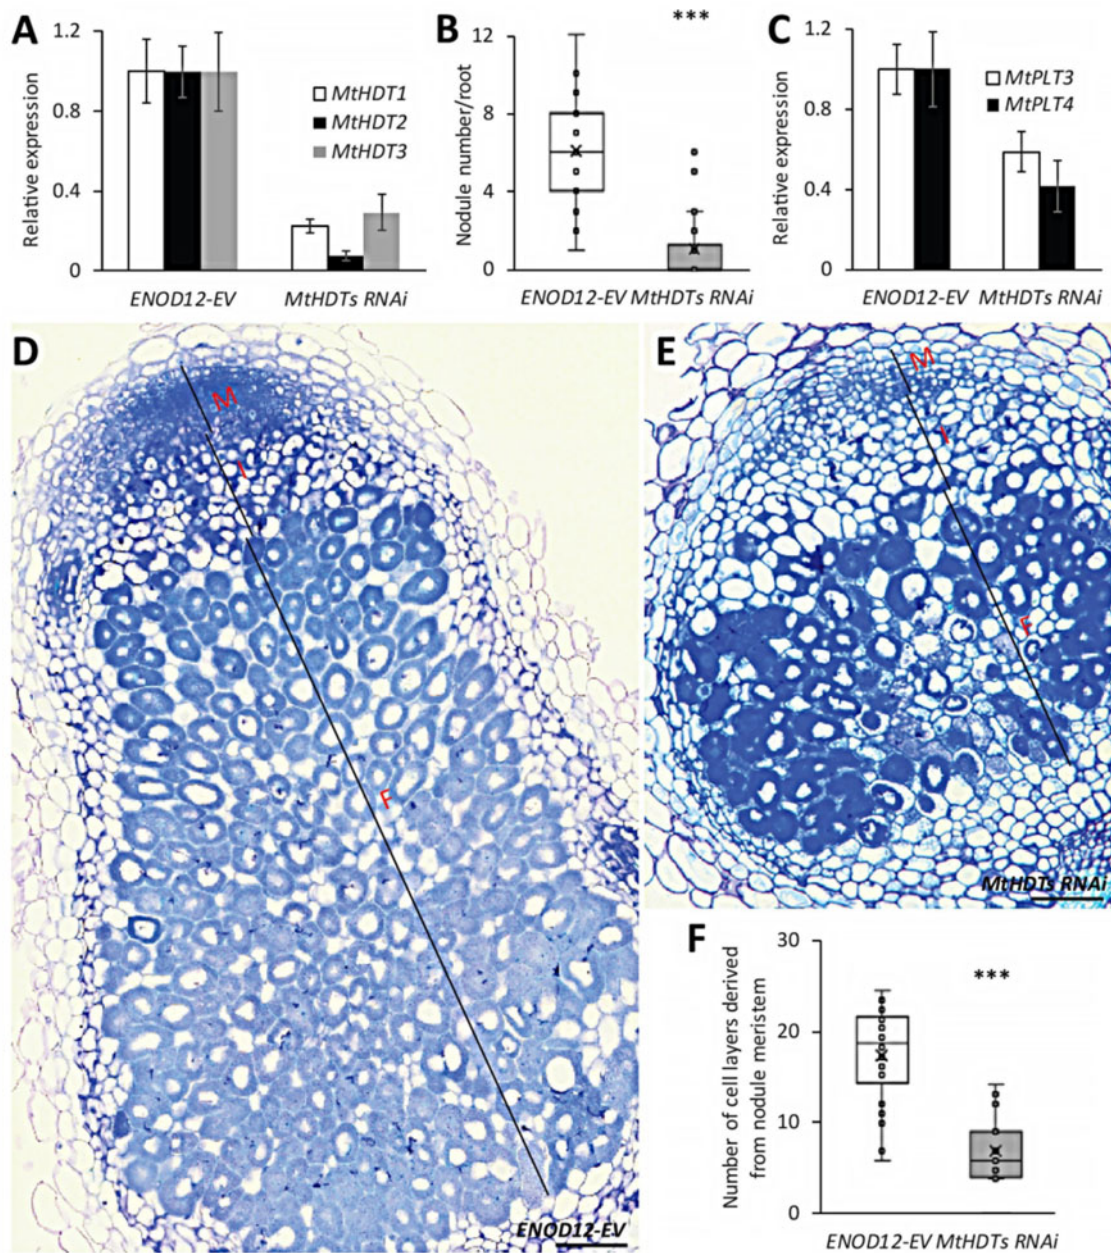 A
Relative expression
1.2
0.8
0.4
0
MtHDT1
MtHDT2
MtHDT3
ENOD12-EV
MtHDTs RNAi
B
Nodule number/root
12
8
4
0
***
ENOD12-EV MtHDTs RNAi
C
Relative expression
1.2
0.8
0.4
0
MtPLT3
MtPLT4
ENOD12-EV
MtHDTs RNAi
D
M
I
F
ENOD12-EV
E
M
I
F
MtHDTs RNAi
F
Number of cell layers derived
from nodule meristem
30
20
10
0
***
ENOD12-EV MtHDTs RNAi